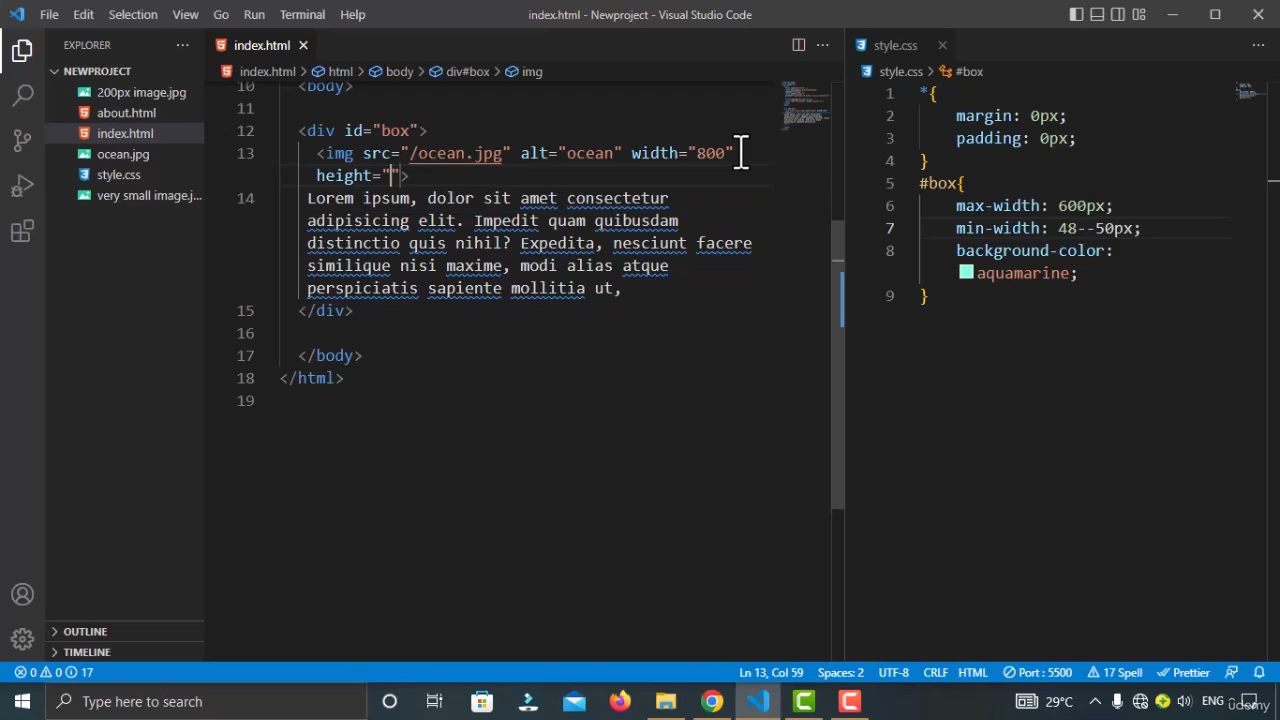 File Edit Selection View Go Run Terminal Help index.html - Newproject - Visual Studio Code
EXPLORER
NEWPROJECT
200px image.jpg
about.html
index.html
ocean.jpg
style.css
very small image.j...
OUTLINE
TIMELINE
index.html
index.html > html > body > div#box > img
10 <body>
11
12 <div id="box">
13 <img src="/ocean.jpg" alt="ocean" width="800"
height="">
14 Lorem ipsum, dolor sit amet consectetur
adipisicing elit. Impedit quam quibusdam
distinctio quis nihil? Expedita, nesciunt facere
similique nisi maxime, modi alias atque
perspiciatis sapiente mollitia ut,
15 </div>
16
17 </body>
18 </html>
19
style.css
style.css > #box
1 *{
2 margin: 0px;
3 padding: 0px;
4 }
5 #box{
6 max-width: 600px;
7 min-width: 48--50px;
8 background-color:
aquamarine;
9 }
0 0 17 Ln 13, Col 59 Spaces: 2 UTF-8 CRLF HTML Port : 5500 17 Spell Prettier
Type here to search 29°C ENG
udemy